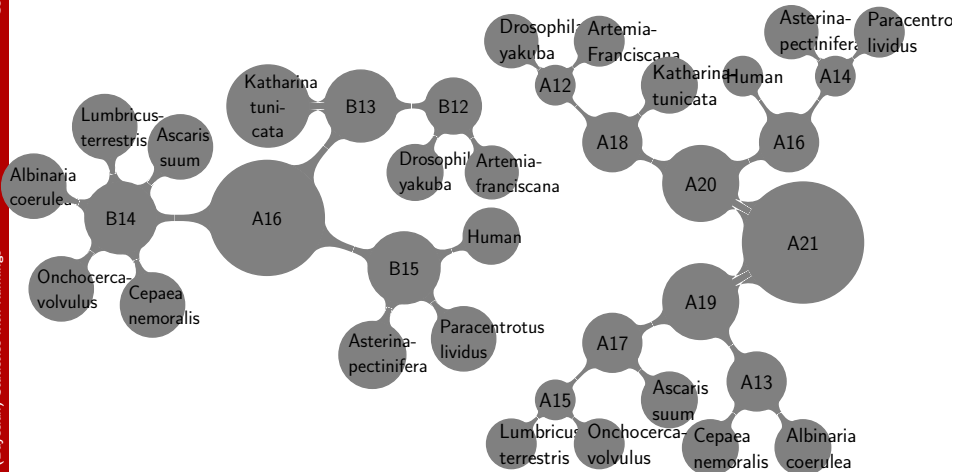 Katharina
tuni-
cata
B13
B12
Drosophil
yakuba
Artemia-
franciscana
Lumbricus-
terrestris
Ascaris
suum
Albinaria
coerulea
B14
A16
Onchocerca-
volvulus
Cepaea
nemoralis
B15
Human
Asterina-
pectinifera
Paracentrotus
lividus
Drosophila
yakuba
Artemia-
Franciscana
A12
Katharina
tunicata
Human
Asterina-
pectinifera
Paracentro
lividus
A14
A18
A16
A20
A21
A19
A17
A13
A15
Ascaris
suum
Lumbricus
terrestris
Onchocerca-
volvulus
Cepaea
nemoralis
Albinaria
coerulea